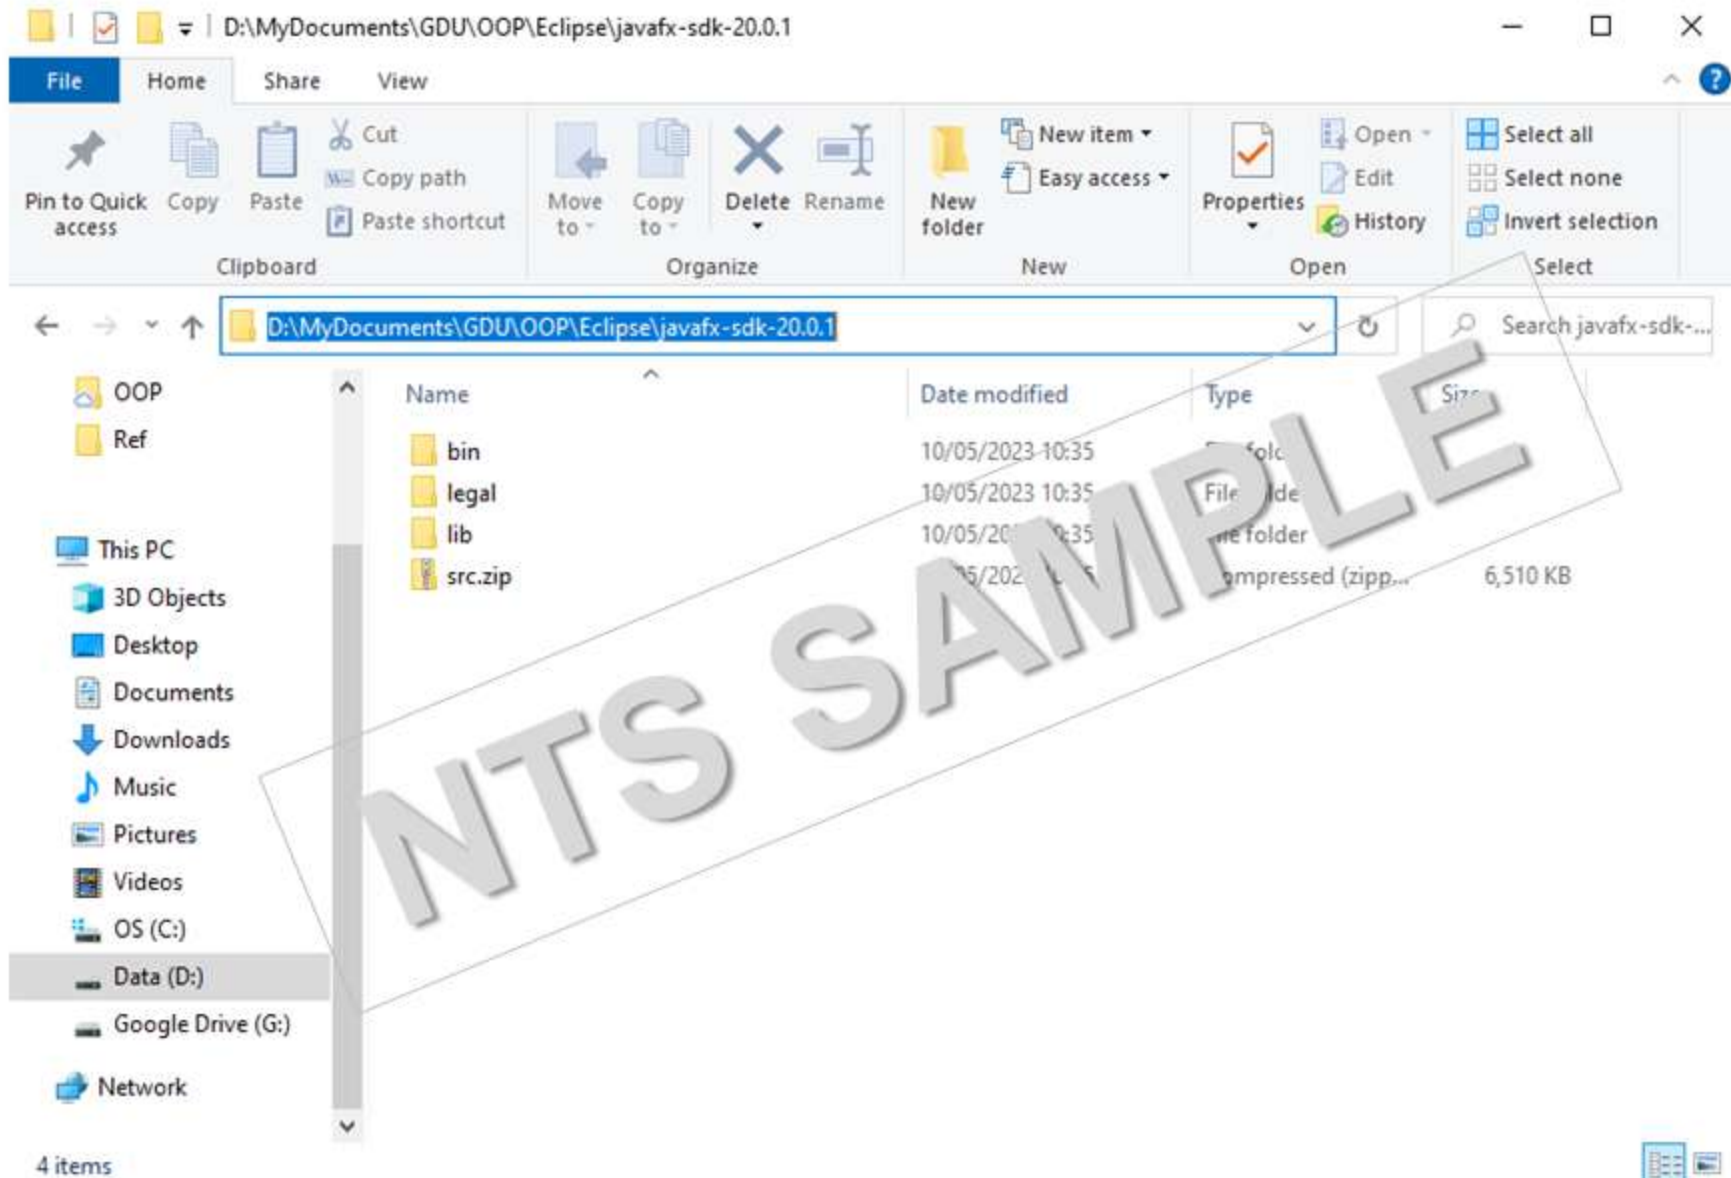 D:\MyDocuments\GDU\OOP\Eclipse\javafx-sdk-20.0.1
File Home Share View
Pin to Quick access
Copy
Paste
Cut
Copy path
Paste shortcut
Clipboard
Move to
Copy to
Delete
Rename
Organize
New folder
New item
Easy access
New
Properties
Open
Edit
History
Open
Select all
Select none
Invert selection
Select
D:\MyDocuments\GDU\OOP\Eclipse\javafx-sdk-20.0.1
Search javafx-sdk-...
OOP
Ref
This PC
3D Objects
Desktop
Documents
Downloads
Music
Pictures
Videos
OS (C:)
Data (D:)
Google Drive (G:)
Network
Name Date modified Type
bin 10/05/2023 10:35
legal 10/05/2023 10:35 File
lib folder
src.zip 6,510 KB
NTS SAMPLE
4 items